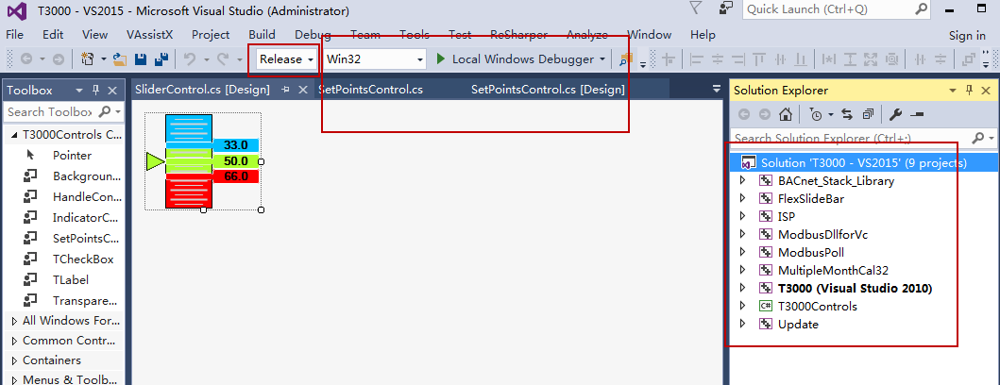 T3000 - VS2015 - Microsoft Visual Studio (Administrator)
Quick Launch (Ctrl+Q)
File Edit View VAssistX Project Build Debug Team Tools Test ReSharper Analyze Window Help
Sign in
Release Win32 Local Windows Debugger
Toolbox
Search Toolbox
T3000Controls C...
Pointer
Backgroun...
HandleCon...
IndicatorC...
SetPointsC...
TCheckBox
TLabel
Transpare...
All Windows For...
Common Contr...
Containers
Menus & Toolb...
SliderControl.cs [Design] SetPointsControl.cs SetPointsControl.cs [Design]
33.0
50.0
66.0
Solution Explorer
Search Solution Explorer (Ctrl+;)
Solution 'T3000 - VS2015' (9 projects)
BACnet_Stack_Library
FlexSlideBar
ISP
ModbusDllforVc
ModbusPoll
MultipleMonthCal32
T3000 (Visual Studio 2010)
C# T3000Controls
Update